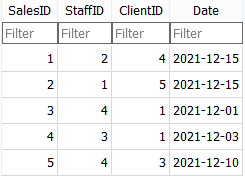 SalesID StaffID ClientID Date
Filter Filter Filter Filter
1 2 4 2021-12-15
2 1 5 2021-12-15
3 4 1 2021-12-01
4 3 1 2021-12-03
5 4 3 2021-12-10